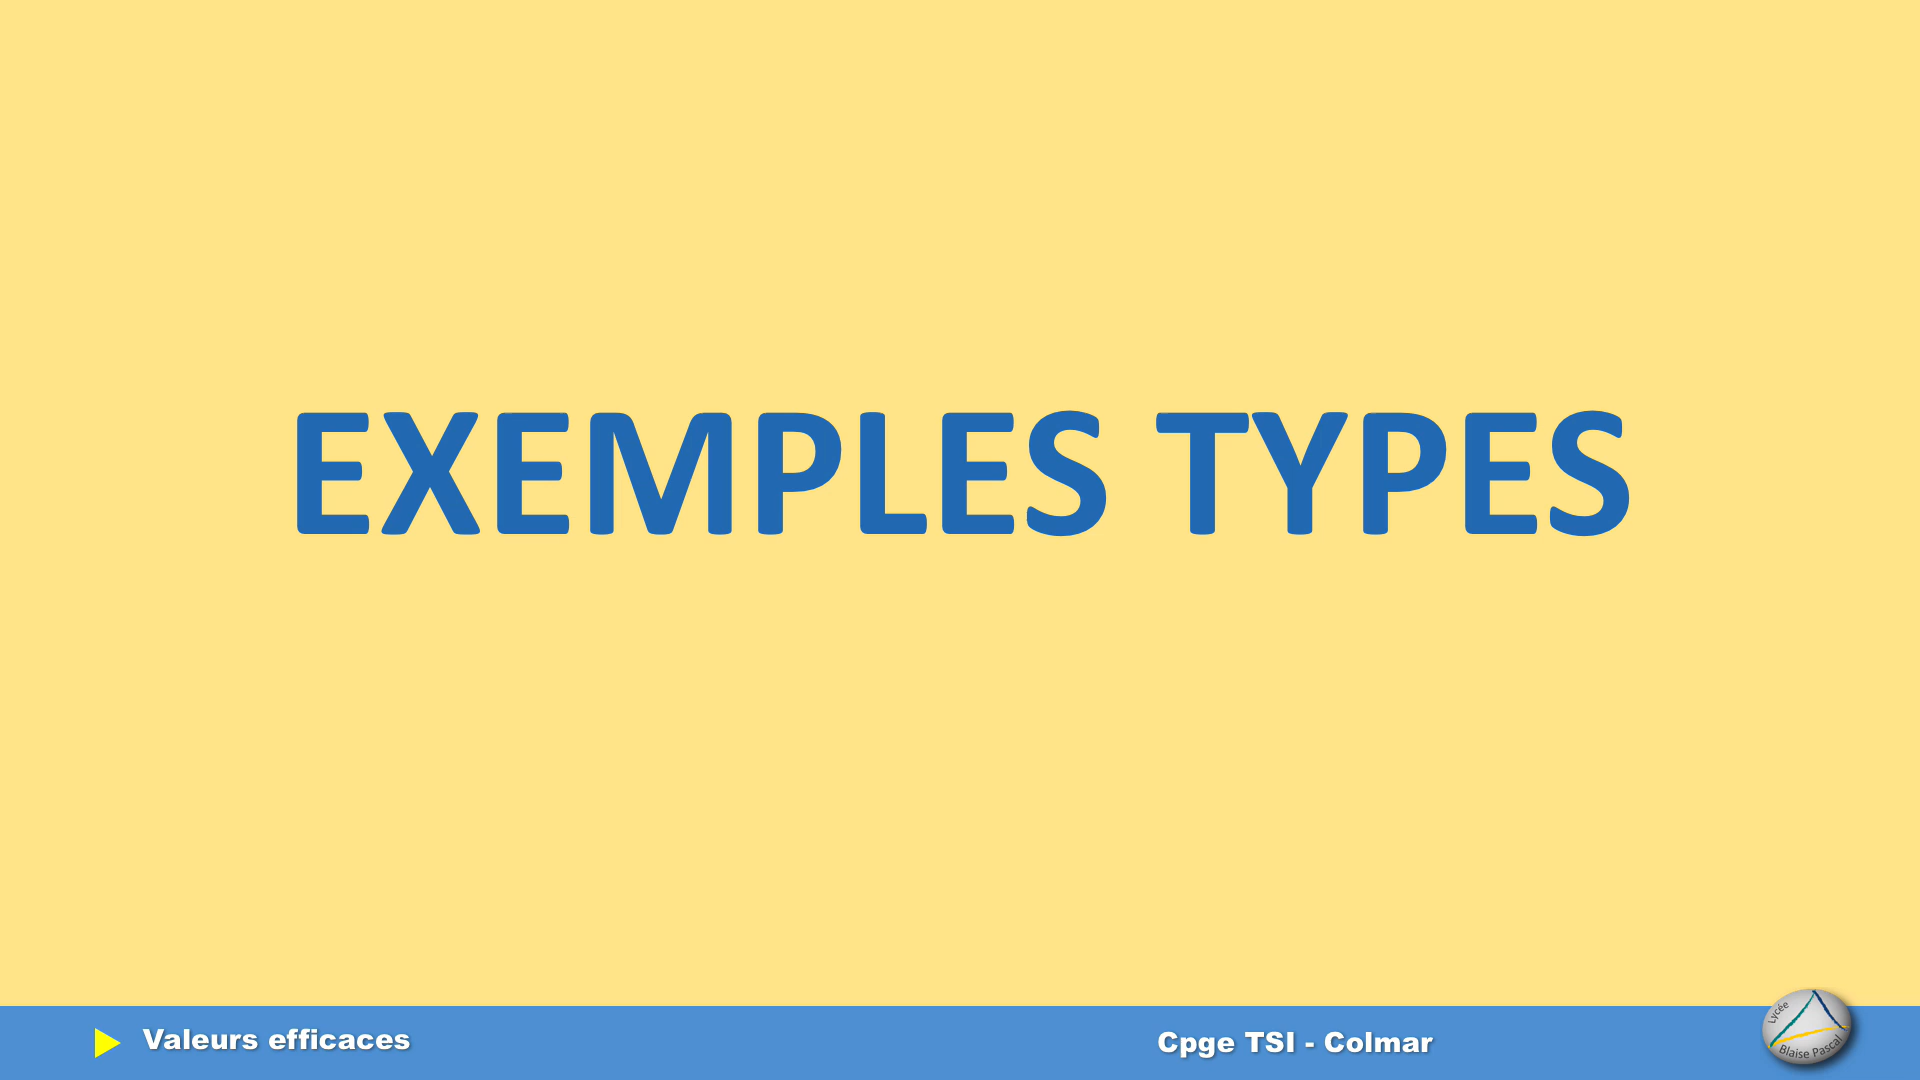 EXEMPLES TYPES
Valeurs efficaces
Cpge TSI - Colmar
Lycée
Blaise Pascal